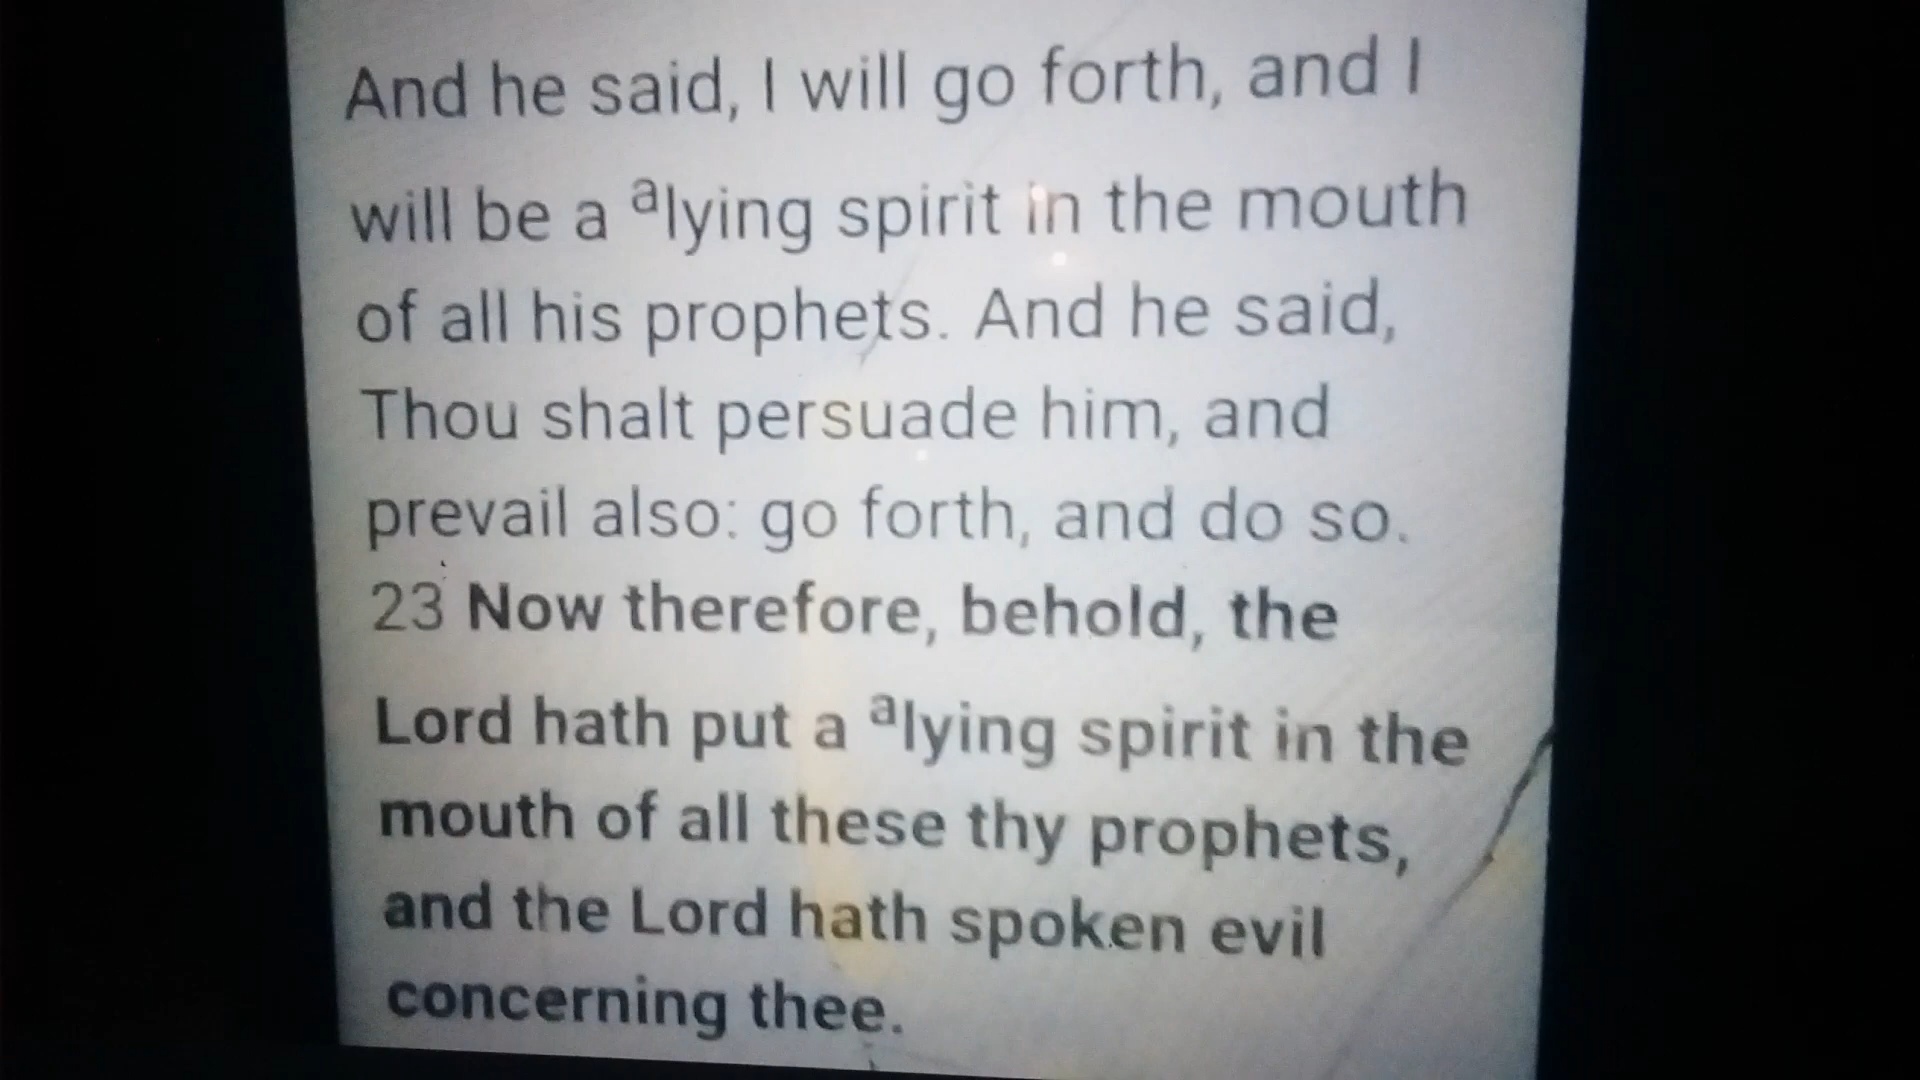 And he said, I will go forth, and I
will be a ᵃlying spirit in the mouth
of all his prophets. And he said,
Thou shalt persuade him, and
prevail also: go forth, and do so.
23 Now therefore, behold, the
Lord hath put a ᵃlying spirit in the
mouth of all these thy prophets,
and the Lord hath spoken evil
concerning thee.